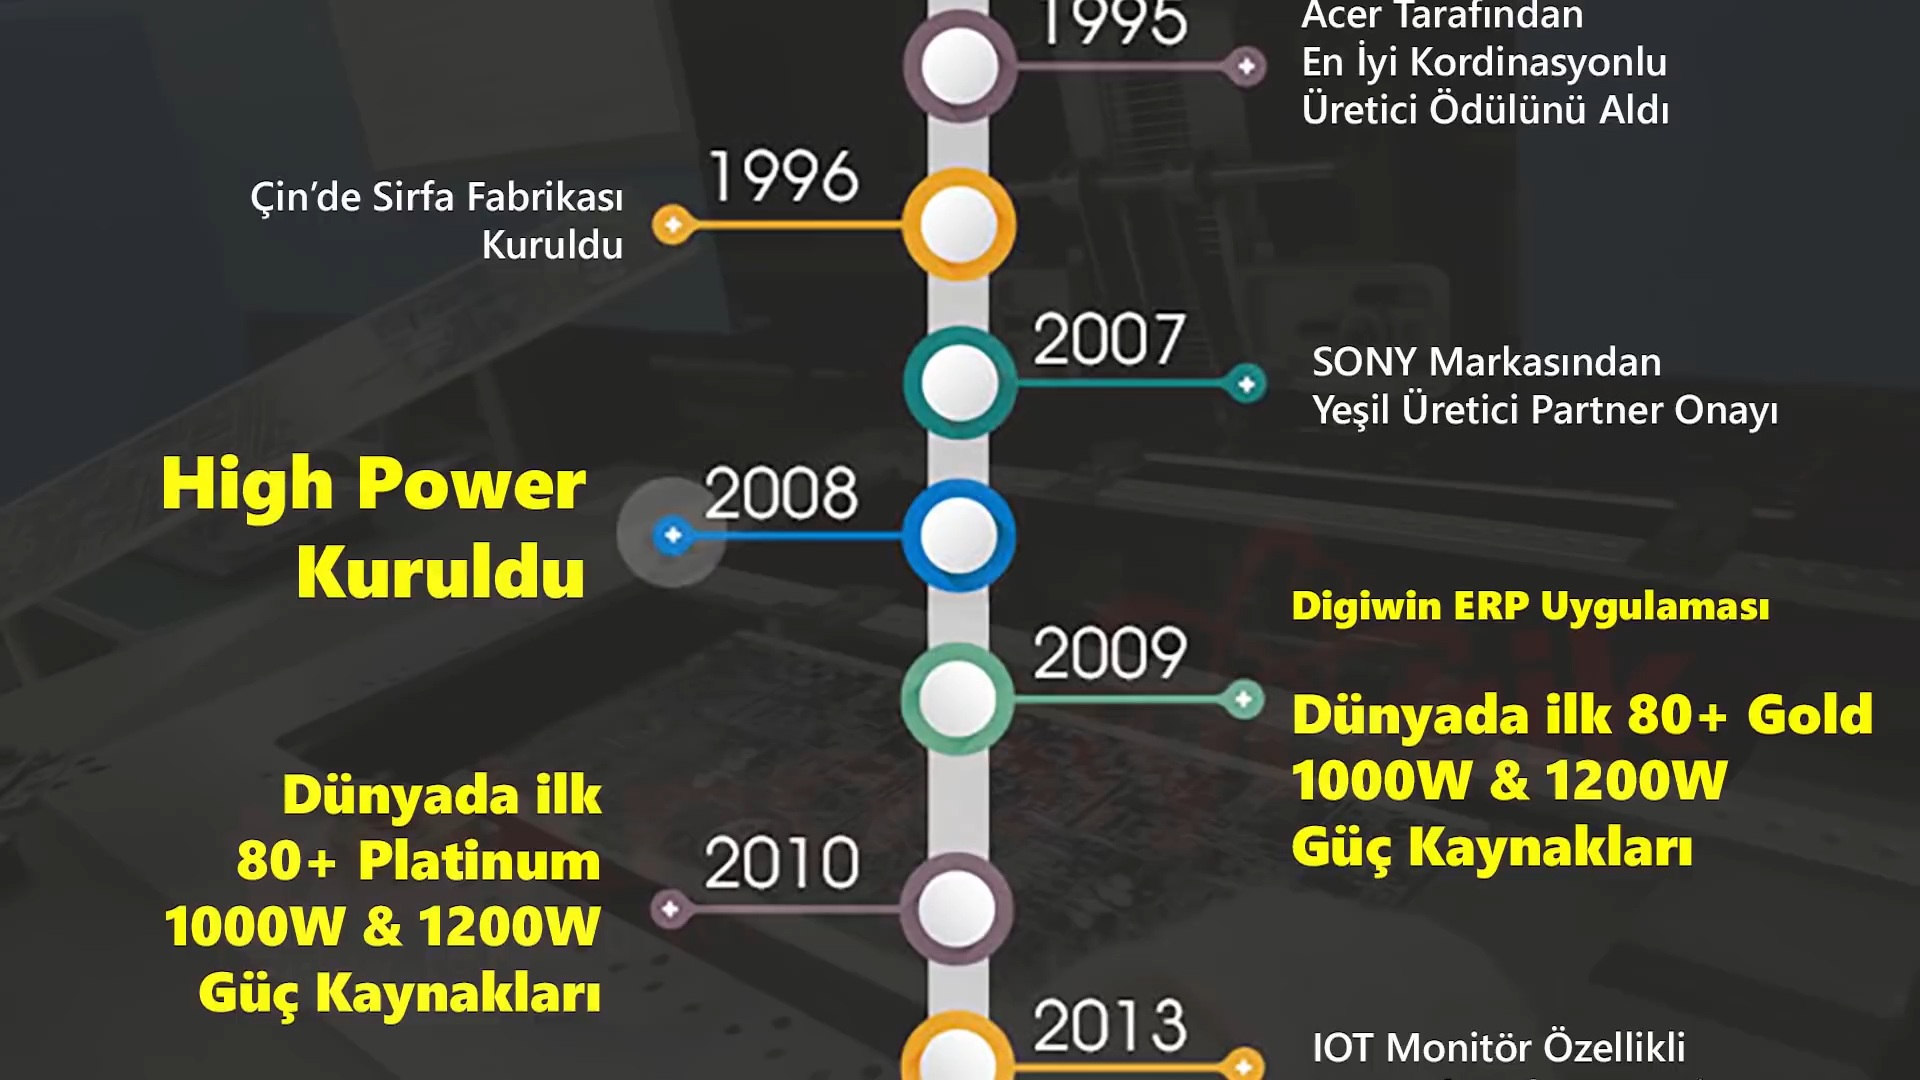 1995
Acer Tarafından
En İyi Kordinasyonlu
Üretici Ödülünü Aldı
1996
Çin’de Sirfa Fabrikası
Kuruldu
2007
SONY Markasından
Yeşil Üretici Partner Onayı
2008
High Power
Kuruldu
2009
Digiwin ERP Uygulaması
Dünyada ilk 80+ Gold
1000W & 1200W
Güç Kaynakları
2010
Dünyada ilk
80+ Platinum
1000W & 1200W
Güç Kaynakları
2013
IOT Monitör Özellikli